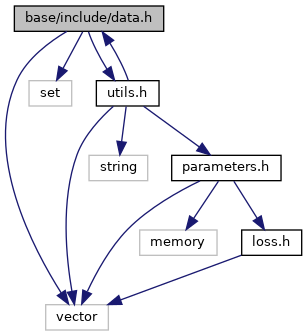 base/include/data.h
set
utils.h
string
parameters.h
memory
loss.h
vector